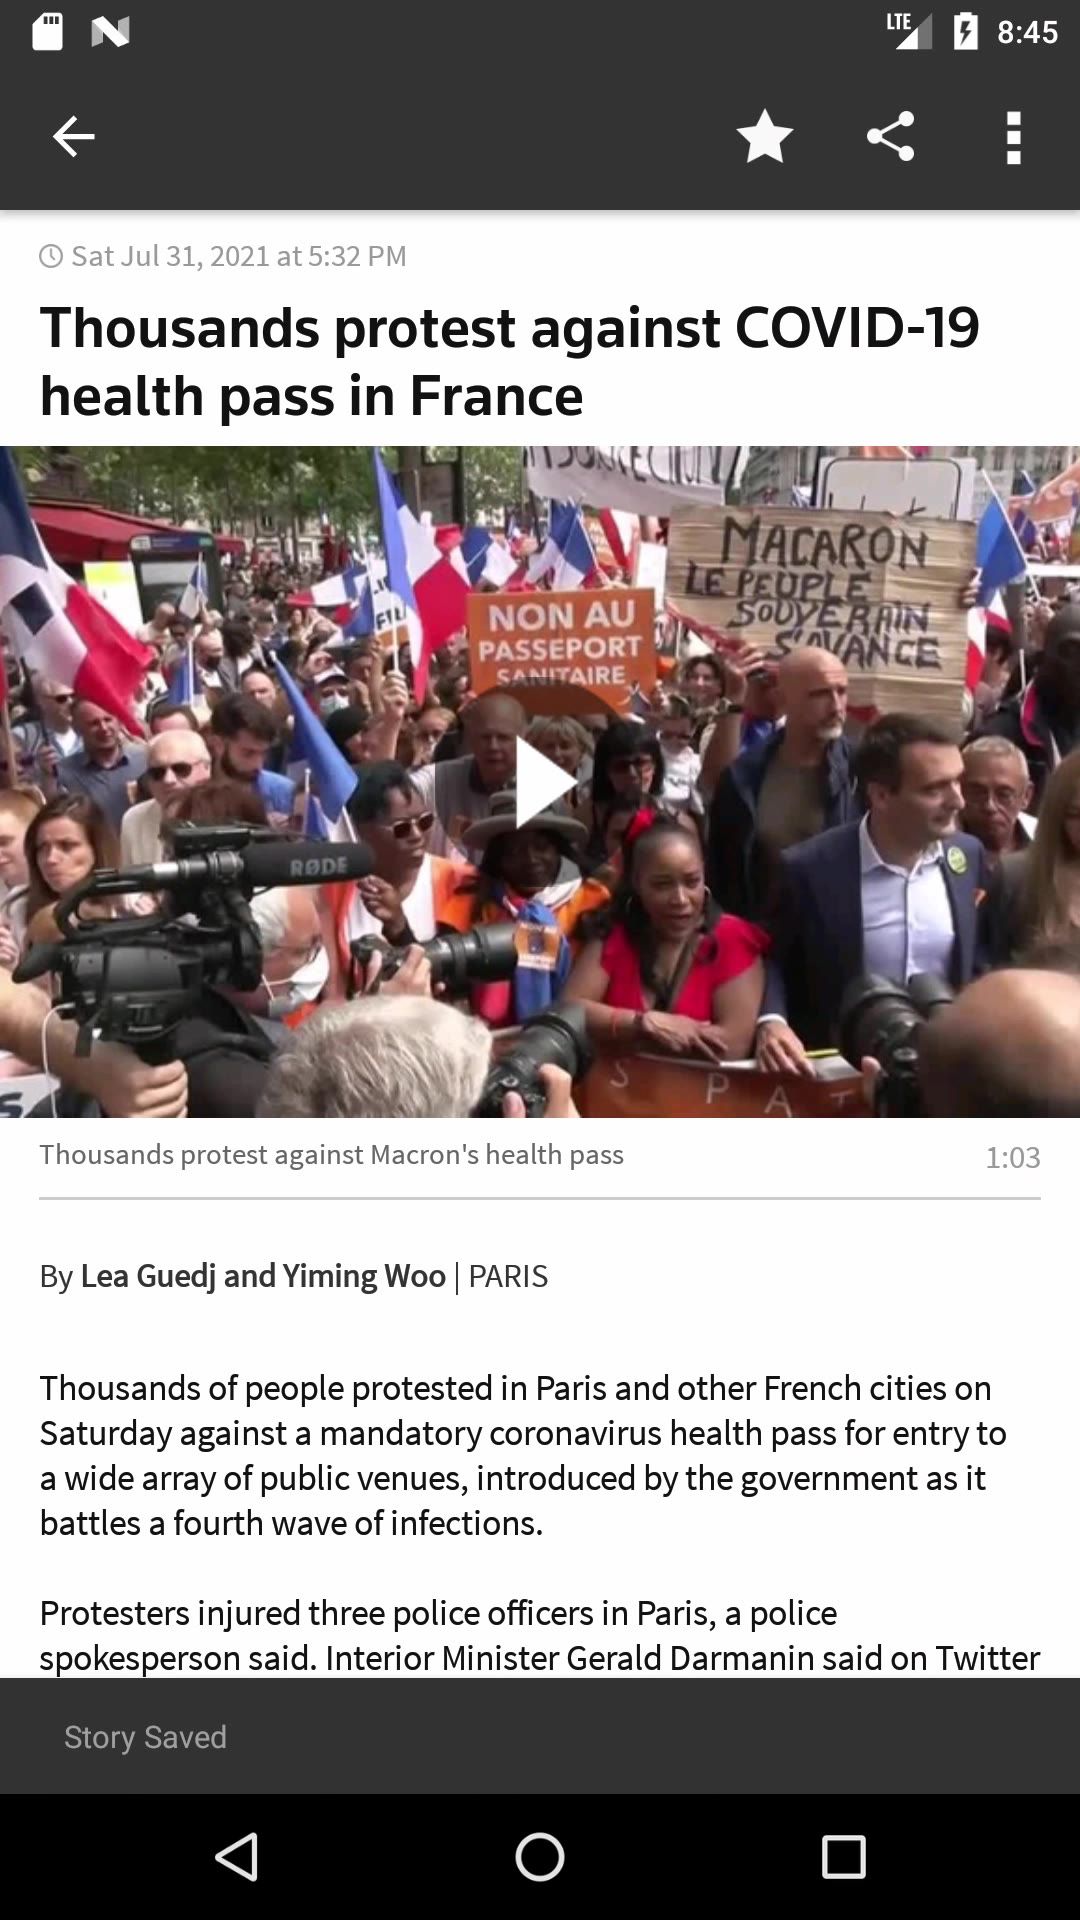 LTE 8:45
Sat Jul 31, 2021 at 5:32 PM
Thousands protest against COVID-19
health pass in France
MACARON
LE PEUPLE
SOUVERAIN
S'AVANCE
NON AU
PASSEPORT
SANITAIRE
RØDE
S P A T
Thousands protest against Macron's health pass
1:03
By Lea Guedj and Yiming Woo | PARIS
Thousands of people protested in Paris and other French cities on
Saturday against a mandatory coronavirus health pass for entry to
a wide array of public venues, introduced by the government as it
battles a fourth wave of infections.
Protesters injured three police officers in Paris, a police
spokesperson said. Interior Minister Gerald Darmanin said on Twitter
Story Saved